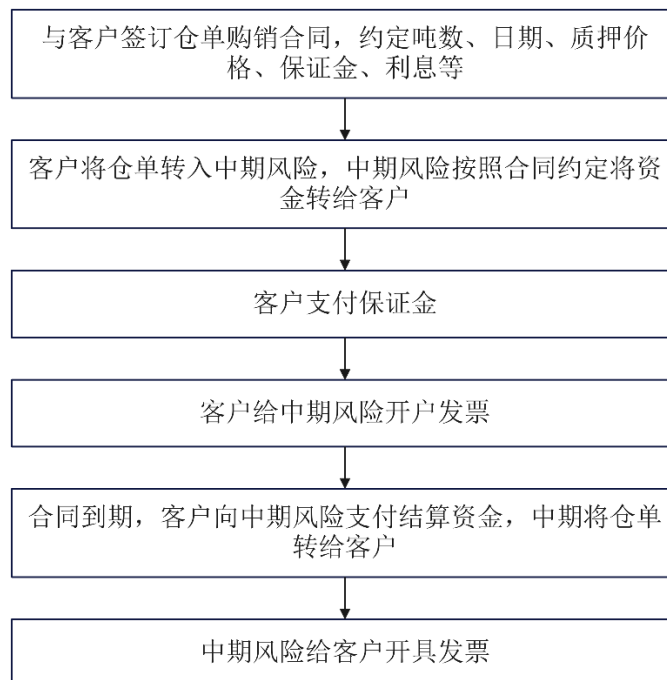 与客户签订仓单购销合同，约定吨数、日期、质押价
格、保证金、利息等
客户将仓单转入中期风险，中期风险按照合同约定将资
金转给客户
客户支付保证金
客户给中期风险开户发票
合同到期，客户向中期风险支付结算资金，中期将仓单
转给客户
中期风险给客户开具发票